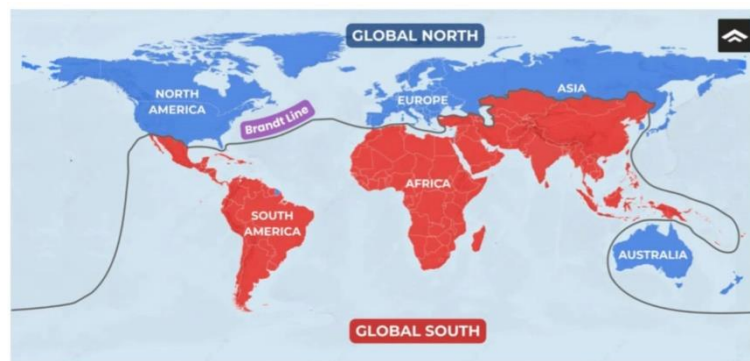 GLOBAL NORTH
NORTH
AMERICA
Brandt Line
EUROPE
ASIA
AFRICA
SOUTH
AMERICA
AUSTRALIA
GLOBAL SOUTH